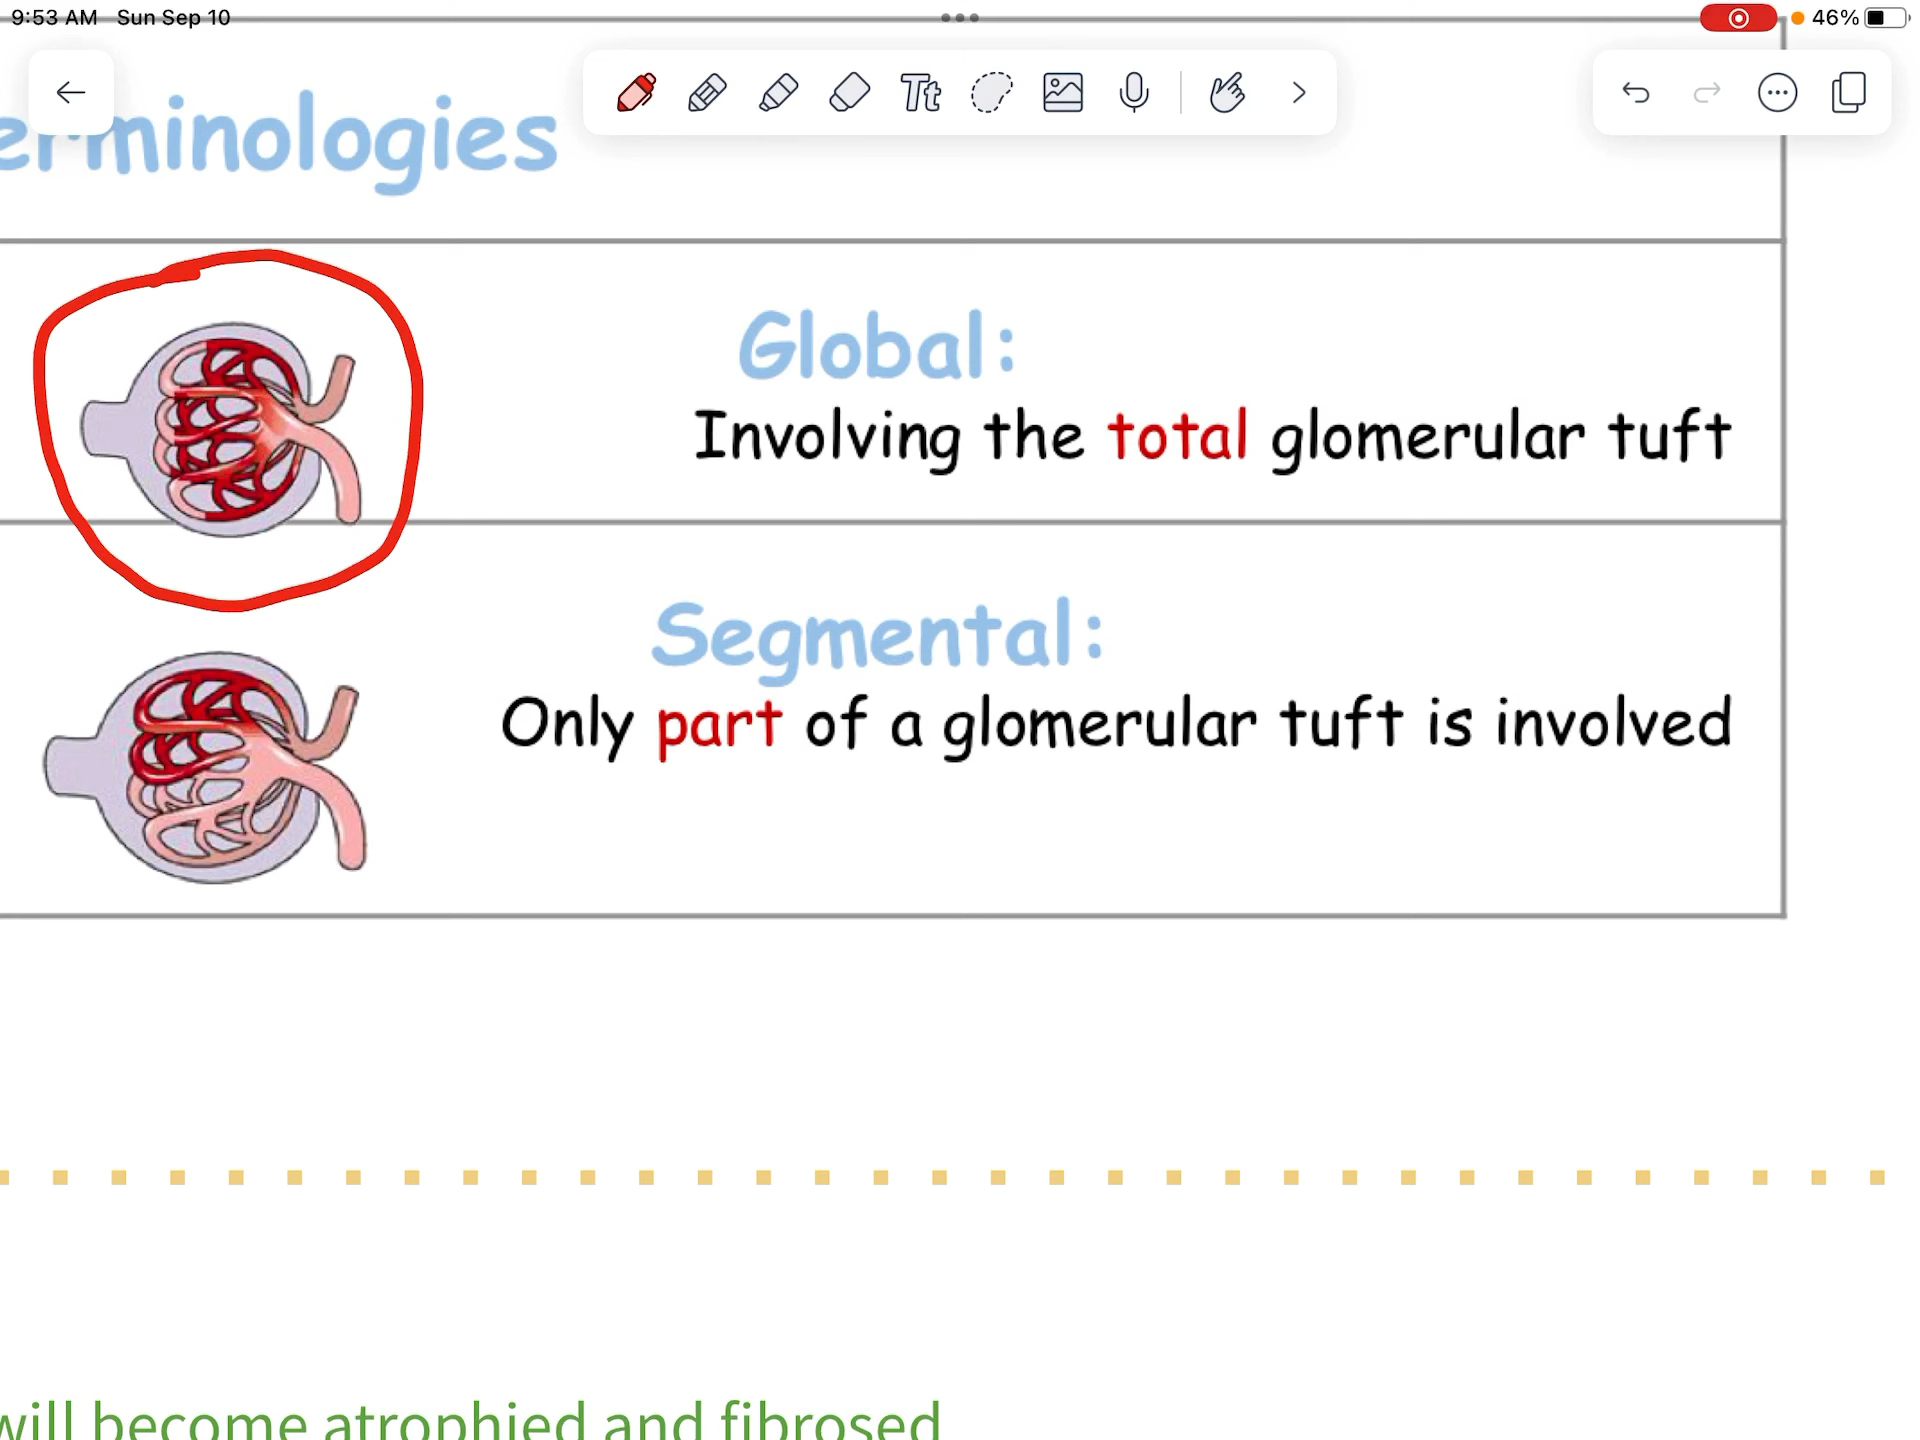 9:53 AM Sun Sep 10
46%
Tt
erminologies
Global:
Involving the total glomerular tuft
Segmental:
Only part of a glomerular tuft is involved
will become atrophied and fibrosed